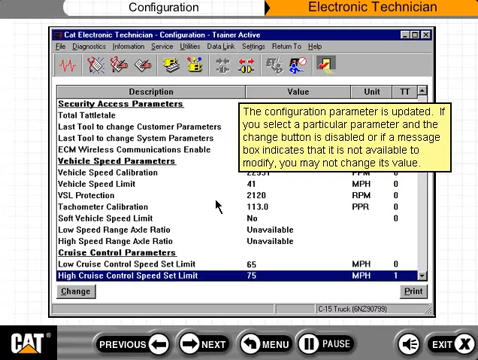 Configuration
Electronic Technician
Cat Electronic Technician - Configuration - Trainer Active
File Diagnostics Information Service Utilities Data Link Settings Return To Help
Description Value Unit TT
Security Access Parameters
Total Tattletale
Last Tool to change Customer Parameters
Last Tool to change System Parameters
ECM Wireless Communications Enable
The configuration parameter is updated. If
you select a particular parameter and the
change button is disabled or if a message
box indicates that it is not available to
modify, you may not change its value.
Vehicle Speed Parameters
Vehicle Speed Calibration PPM 0
Vehicle Speed Limit 41 MPH 0
VSL Protection 2120 RPM 0
Tachometer Calibration 113.0 PPR 0
Soft Vehicle Speed Limit No 0
Low Speed Range Axle Ratio Unavailable
High Speed Range Axle Ratio Unavailable
Cruise Control Parameters
Low Cruise Control Speed Set Limit 65 MPH 0
High Cruise Control Speed Set Limit 75 MPH 1
Change Print
C-15 Truck (6NZ90799)
CAT PREVIOUS NEXT MENU PAUSE EXIT